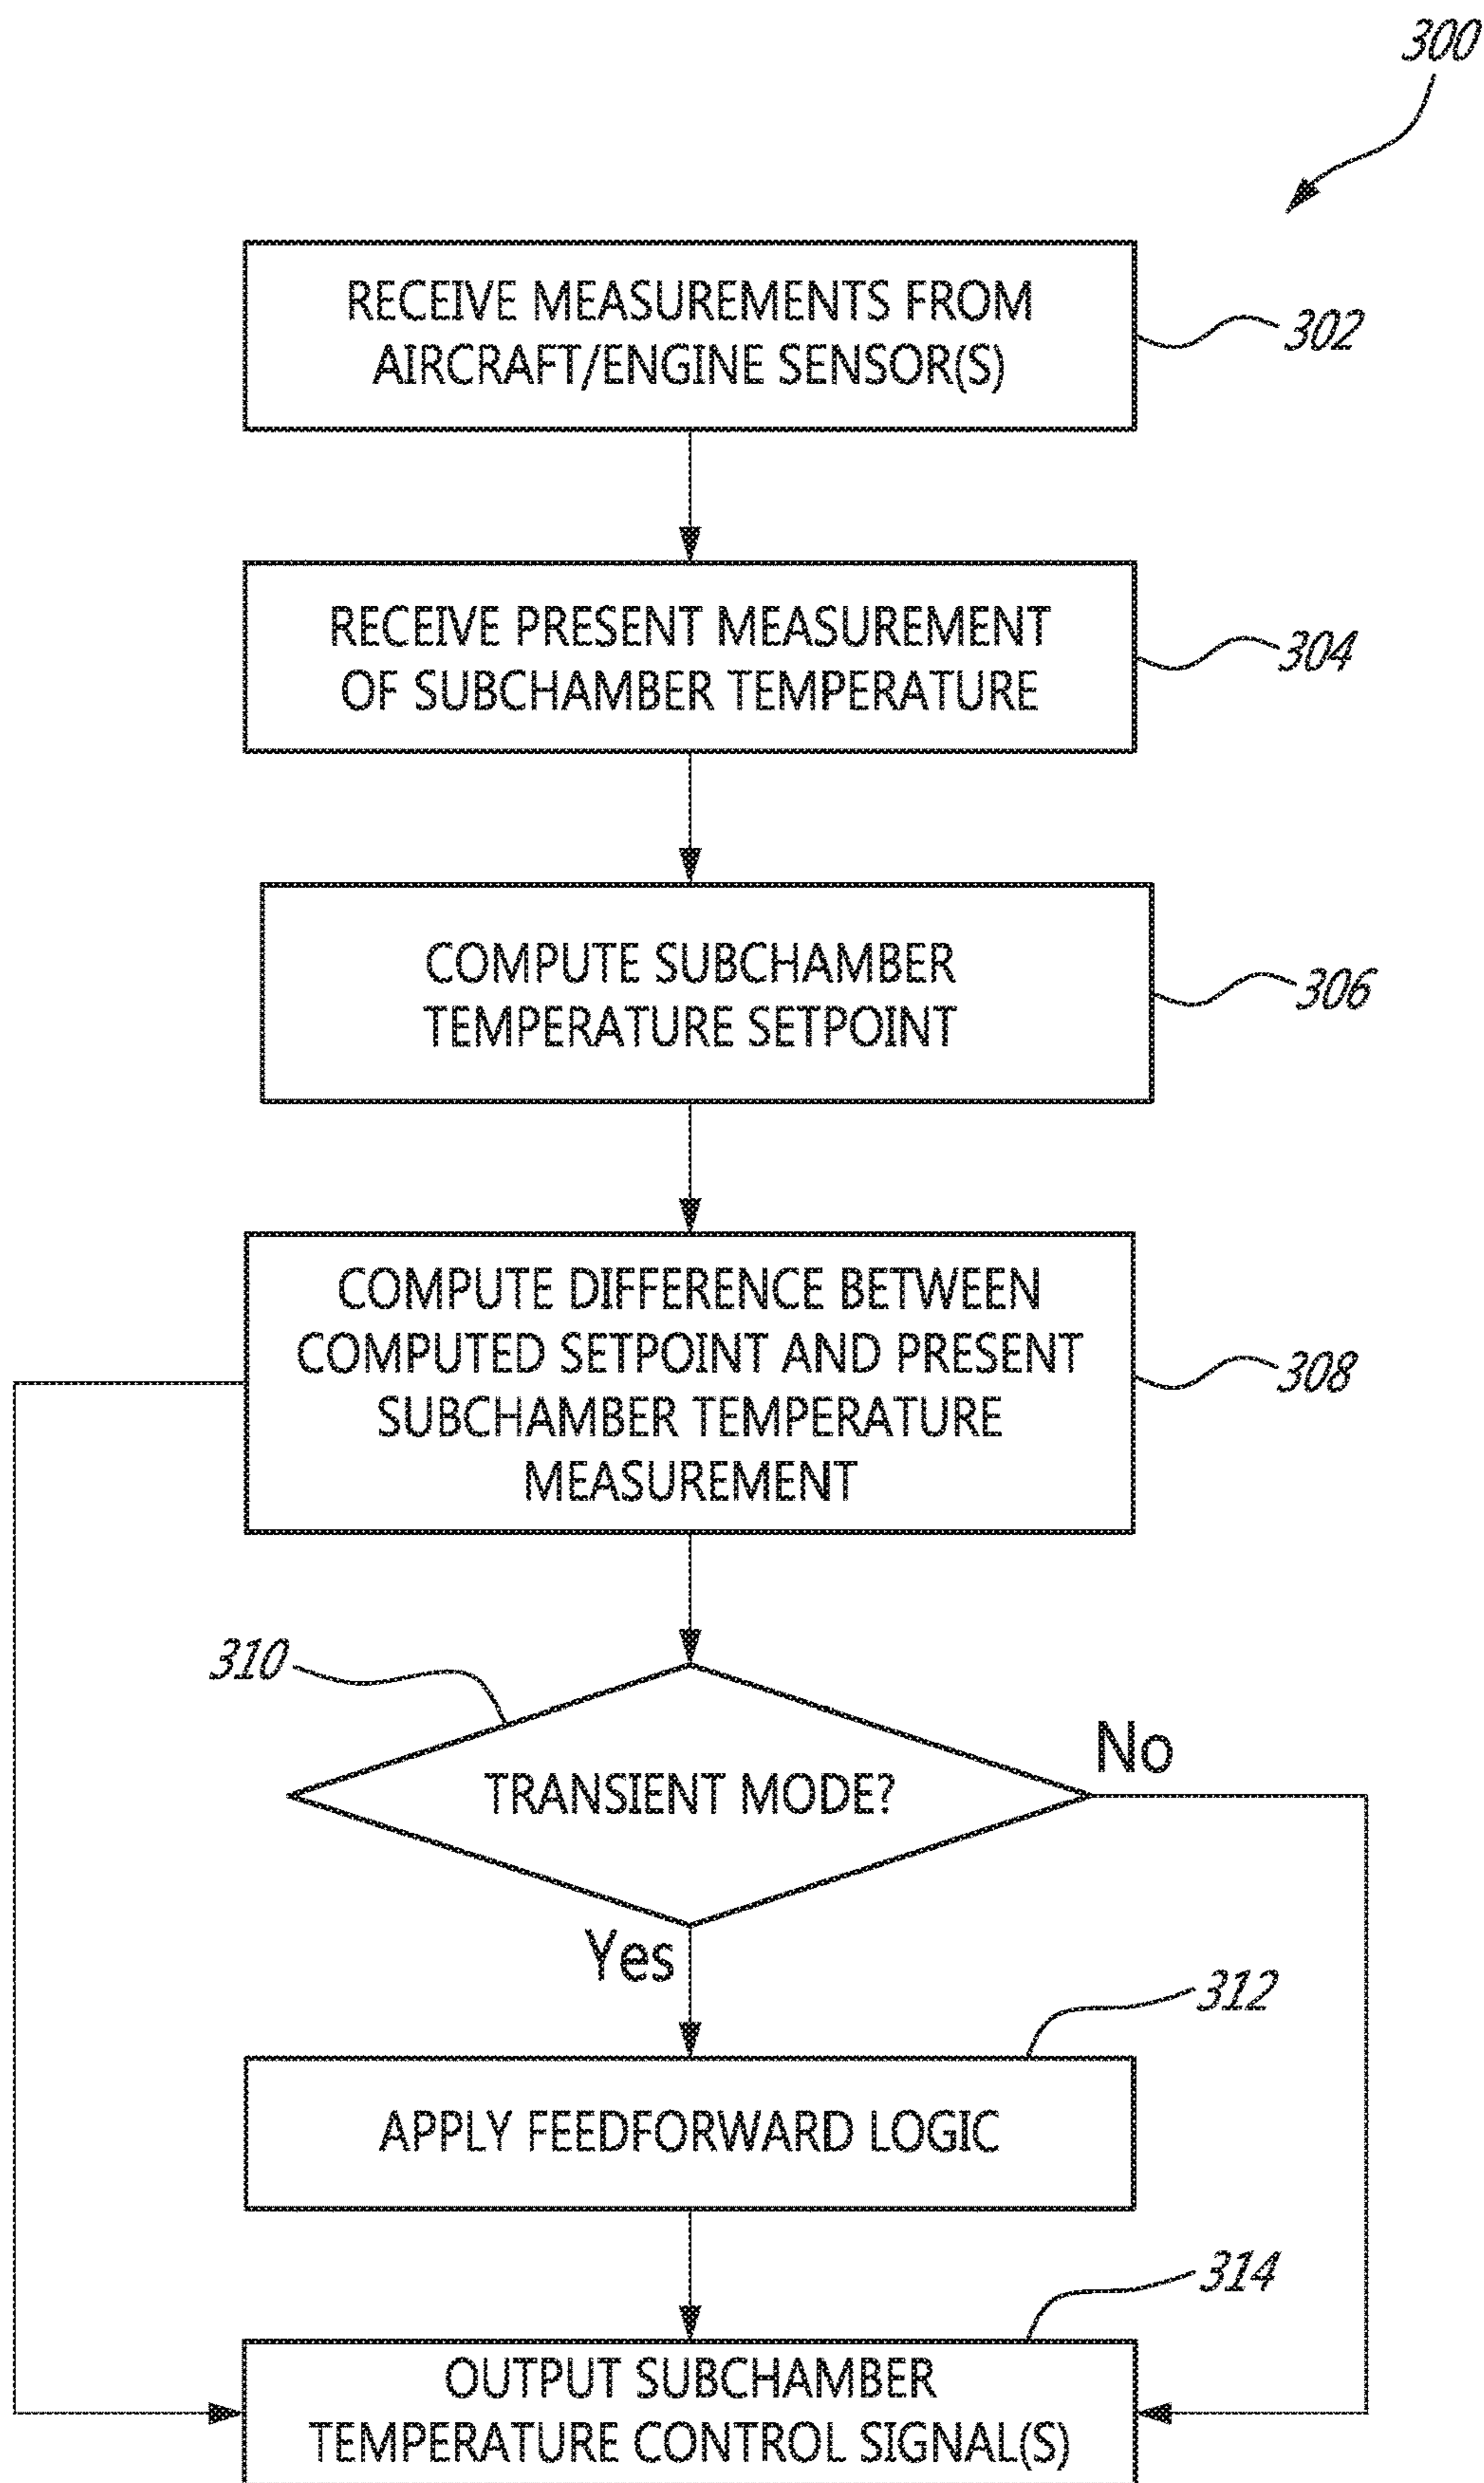 300
RECEIVE MEASUREMENTS FROM
AIRCRAFT/ENGINE SENSOR(S)
302
RECEIVE PRESENT MEASUREMENT
OF SUBCHAMBER TEMPERATURE
304
COMPUTE SUBCHAMBER
TEMPERATURE SETPOINT
306
COMPUTE DIFFERENCE BETWEEN
COMPUTED SETPOINT AND PRESENT
SUBCHAMBER TEMPERATURE
MEASUREMENT
308
310
TRANSIENT MODE?
No
Yes
312
APPLY FEEDFORWARD LOGIC
314
OUTPUT SUBCHAMBER
TEMPERATURE CONTROL SIGNAL(S)